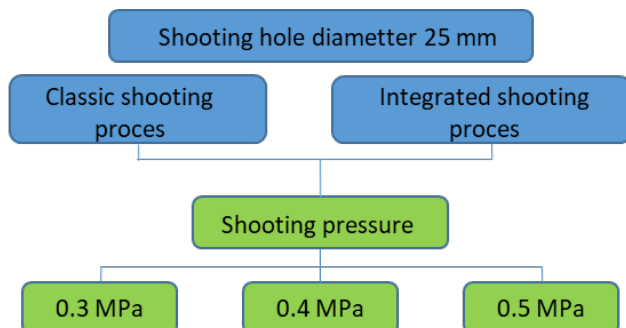 Shooting hole diametter 25 mm
Classic shooting
proces
Integrated shooting
proces
Shooting pressure
0.3 MPa
0.4 MPa
0.5 MPa